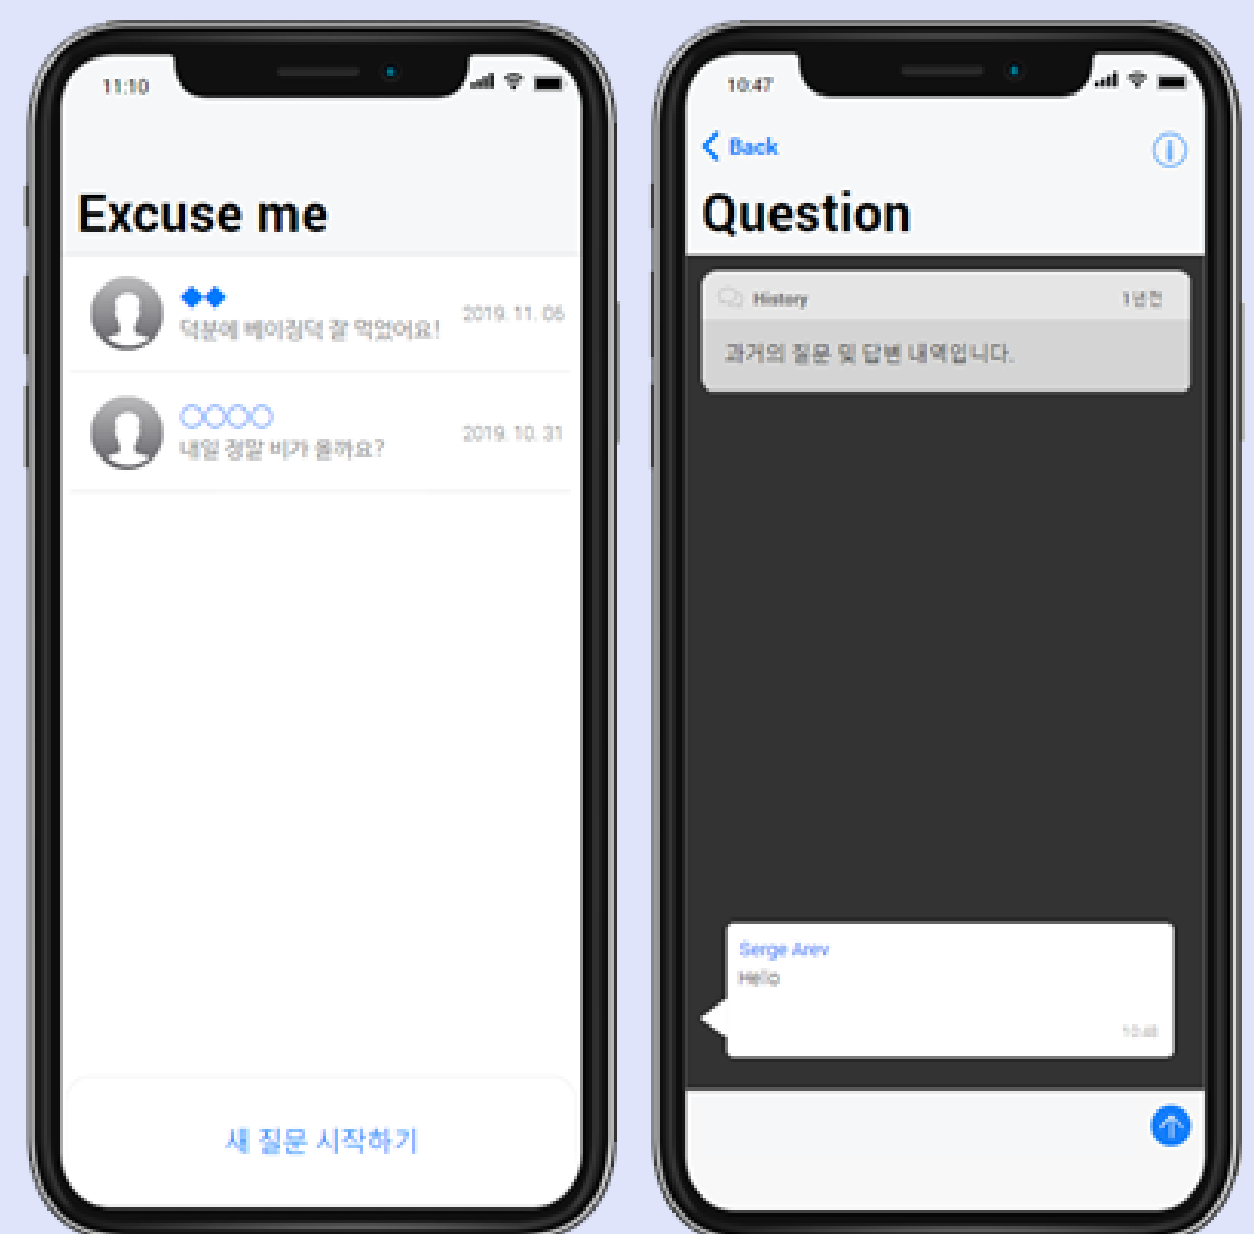 11:10
Excuse me
◆◆
덕분에 베이징덕 잘 먹었어요!
2019. 11. 06
○○○○
내일 정말 비가 올까요?
2019. 10. 31
새 질문 시작하기
10:47
Back
Question
History
1년전
과거의 질문 및 답변 내역입니다.
Serge Arev
Hello
10:48